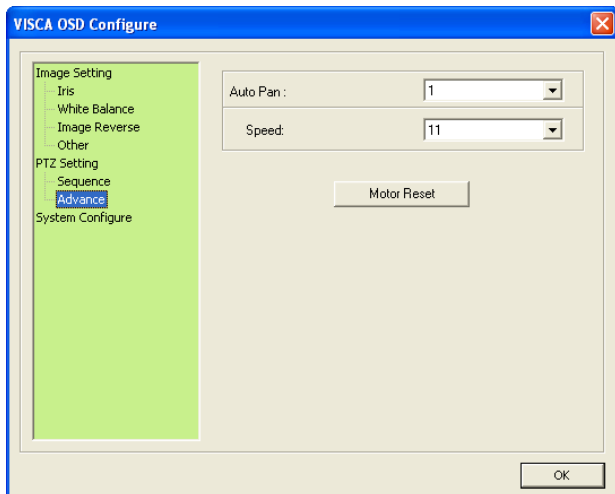 VISCA OSD Configure
Image Setting
Iris
White Balance
Image Reverse
Other
PTZ Setting
Sequence
Advance
System Configure
Auto Pan : 1
Speed: 11
Motor Reset
OK